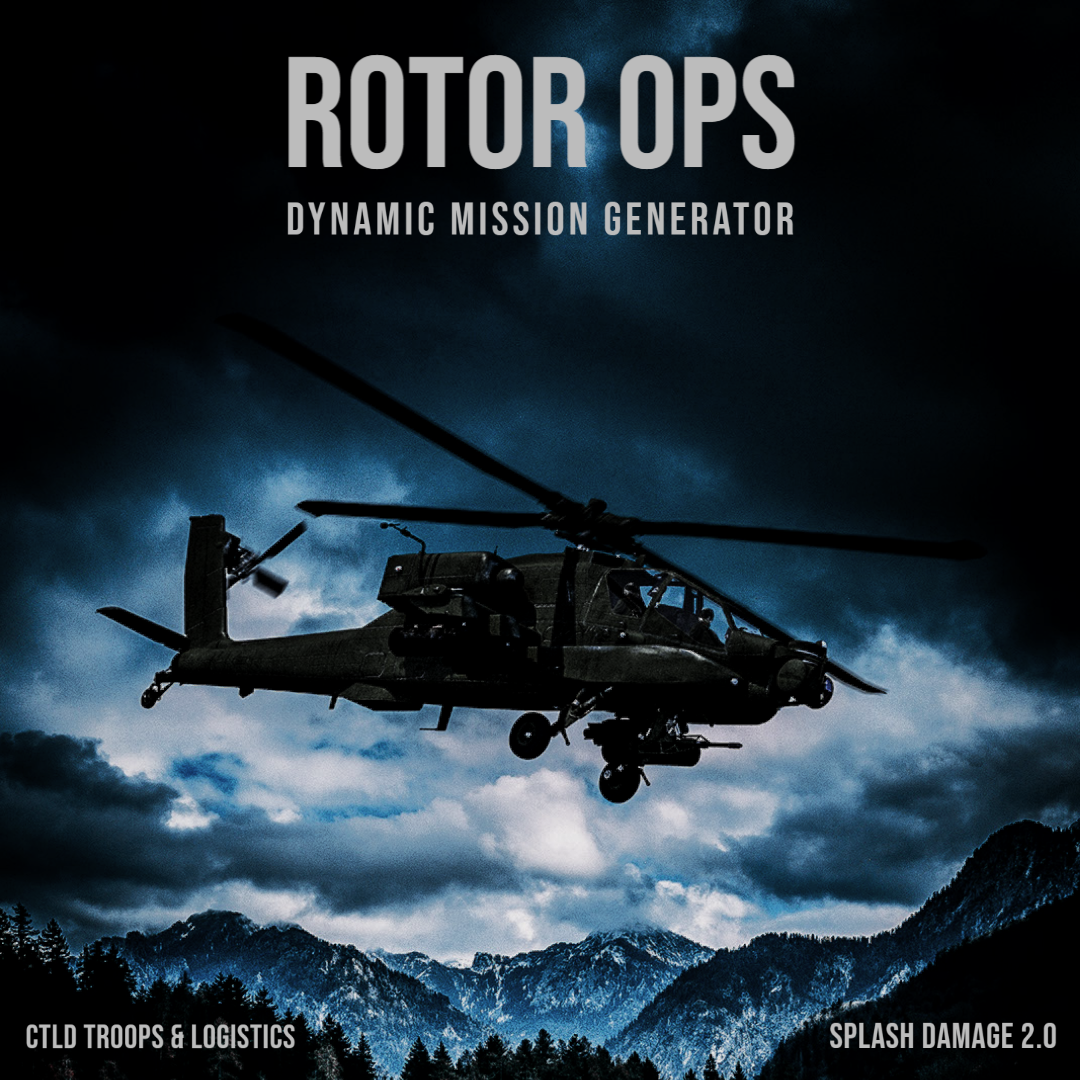 ROTOR OPS
DYNAMIC MISSION GENERATOR
CTLD TROOPS & LOGISTICS
SPLASH DAMAGE 2.0